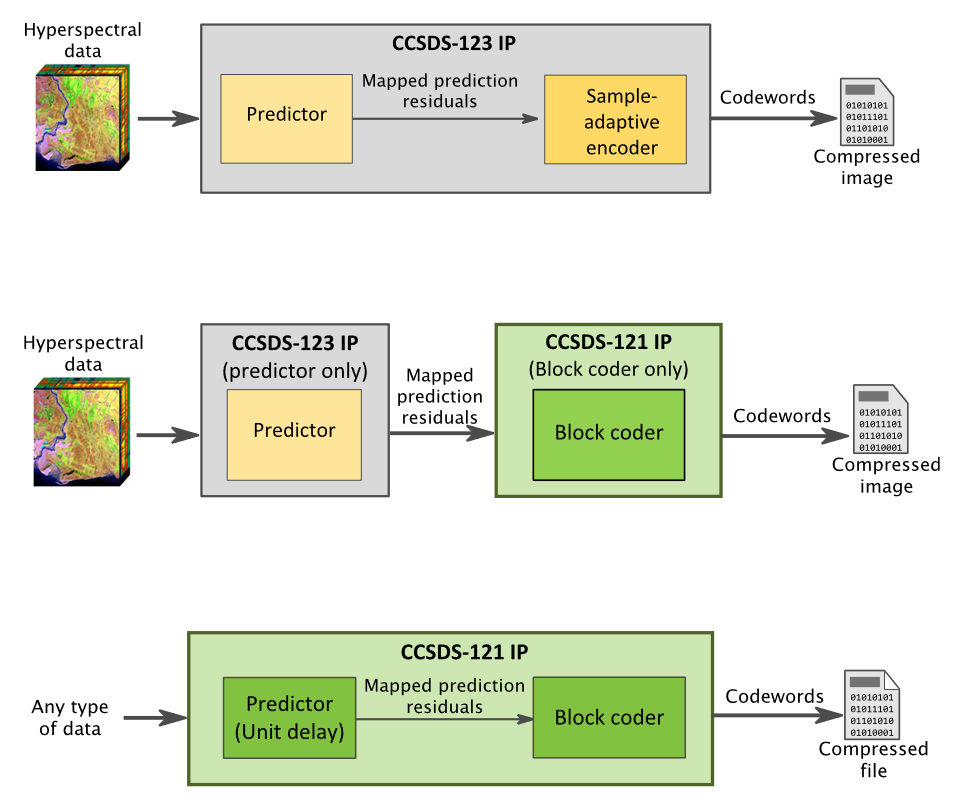 Hyperspectral
data
CCSDS-123 IP
Predictor
Mapped prediction
residuals
Sample-
adaptive
encoder
Codewords
01010101
01011101
01101010
01010001
Compressed
image
Hyperspectral
data
CCSDS-123 IP
(predictor only)
Predictor
Mapped
prediction
residuals
CCSDS-121 IP
(Block coder only)
Block coder
Codewords
01010101
01011101
01101010
01010001
Compressed
image
Any type
of data
CCSDS-121 IP
Predictor
(Unit delay)
Mapped prediction
residuals
Block coder
Codewords
01010101
01011101
01101010
01010001
Compressed
file